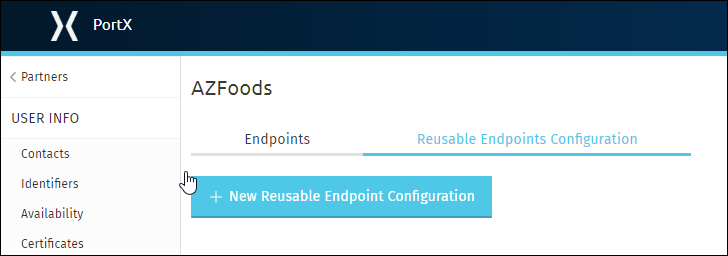 PortX
Partners
AZFoods
USER INFO
Endpoints
Reusable Endpoints Configuration
Contacts
Identifiers
New Reusable Endpoint Configuration
Availability
Certificates